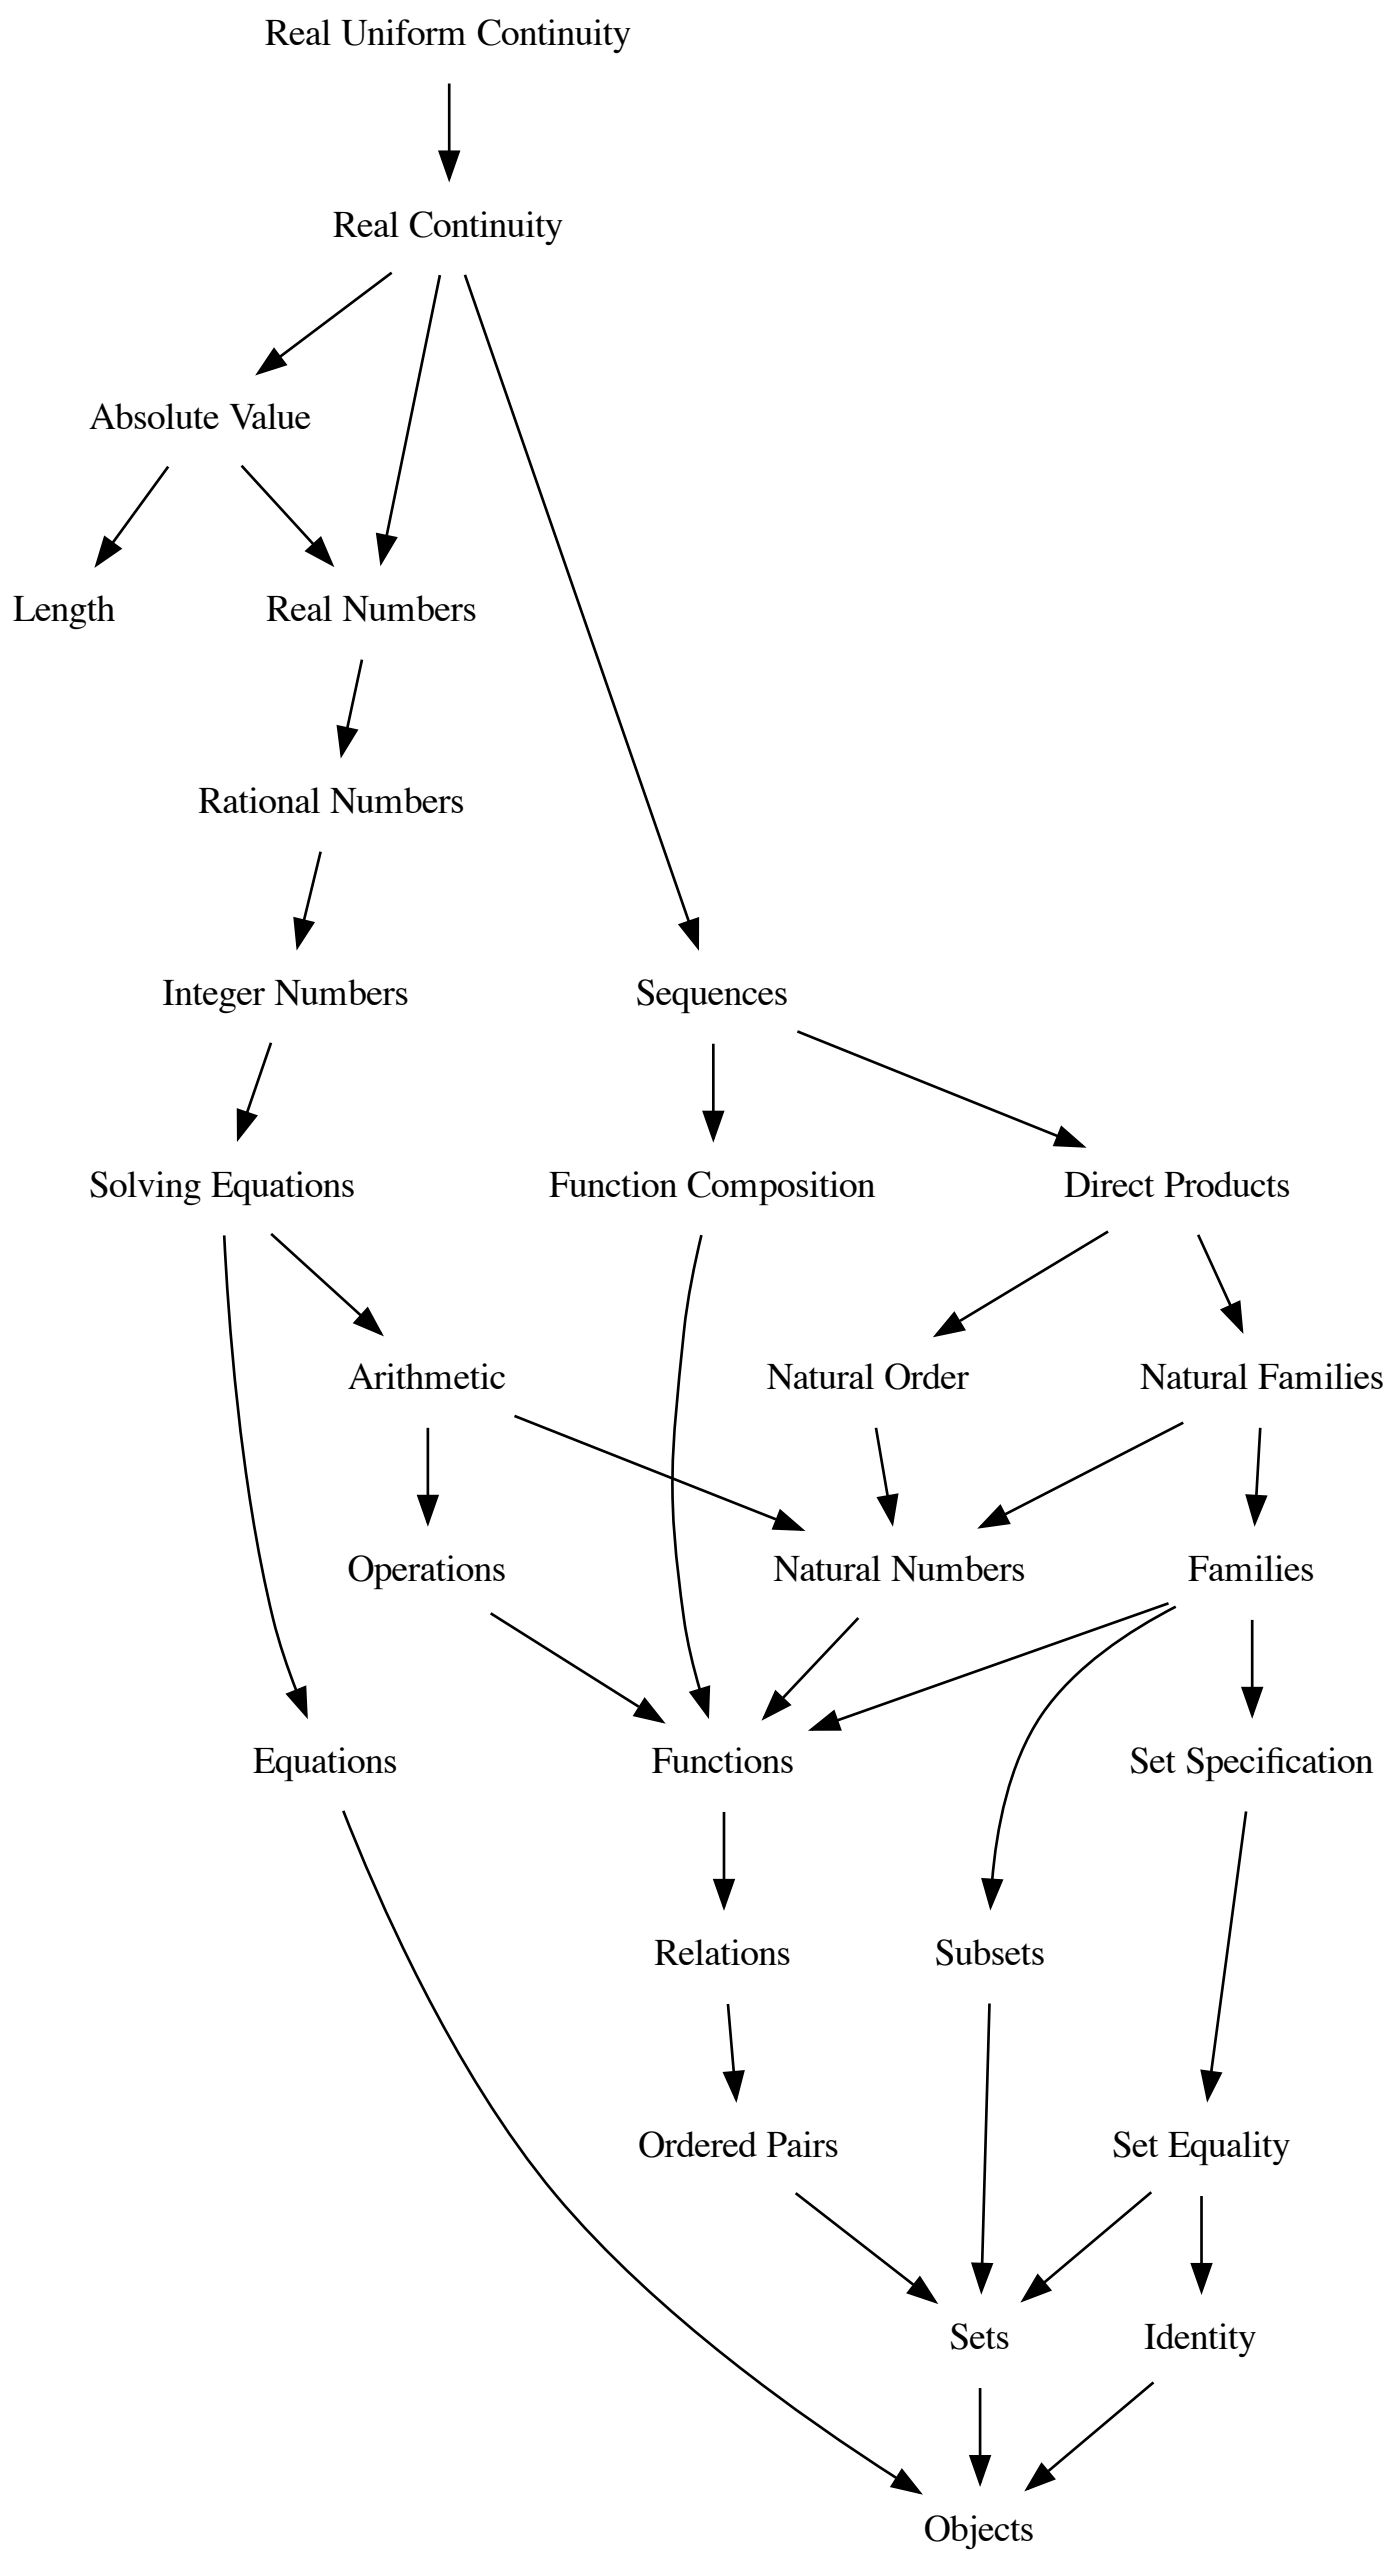 Real Uniform Continuity
Real Continuity
Absolute Value
Length
Real Numbers
Rational Numbers
Integer Numbers
Sequences
Solving Equations
Function Composition
Direct Products
Arithmetic
Natural Order
Natural Families
Operations
Natural Numbers
Families
Equations
Functions
Set Specification
Relations
Subsets
Ordered Pairs
Set Equality
Sets
Identity
Objects